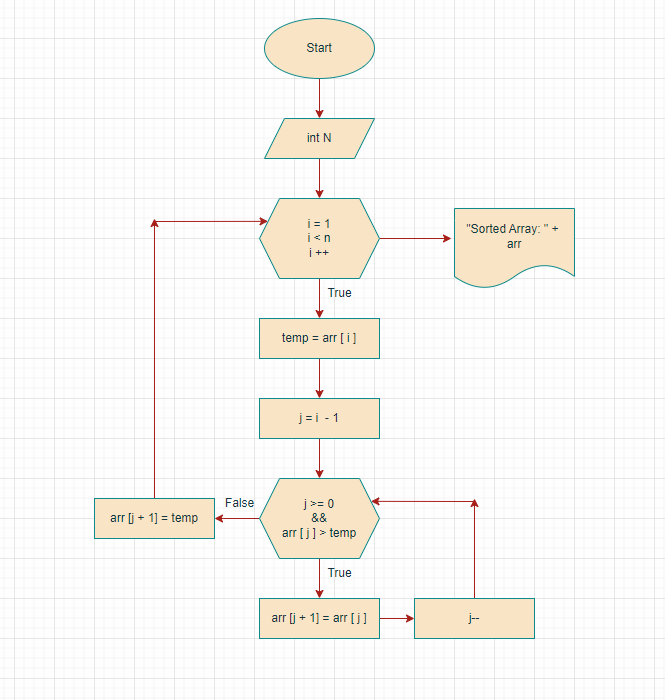 Start
int N
i = 1
i < n
i ++
"Sorted Array: " +
arr
True
temp = arr [ i ]
j = i - 1
False
j >= 0
&&
arr [ j ] > temp
arr [j + 1] = temp
True
arr [j + 1] = arr [ j ]
j--